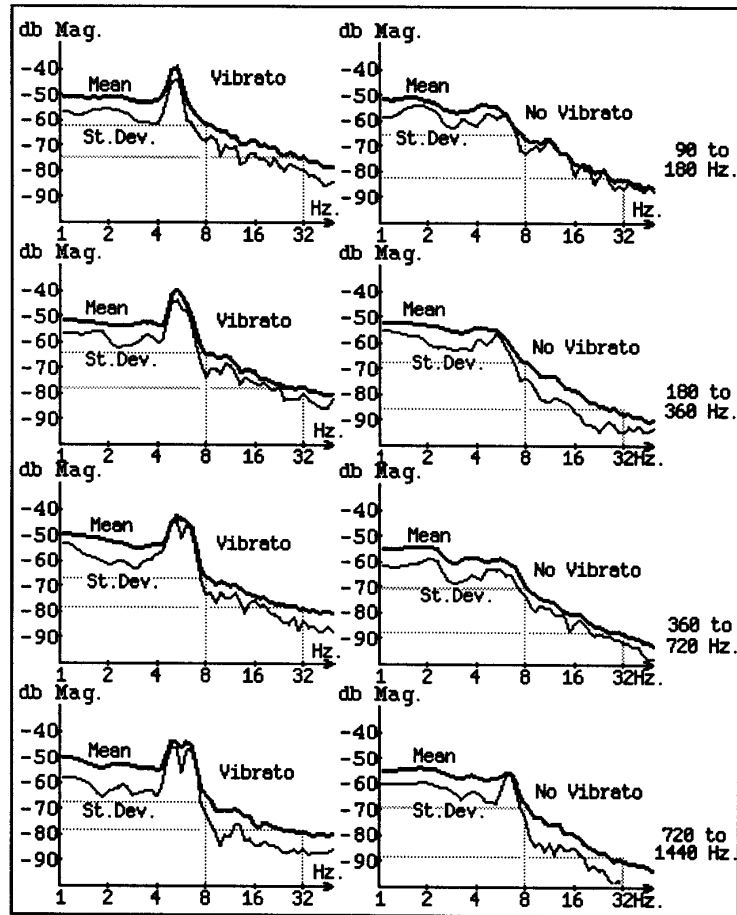 db Mag. db Mag.
-40 -40
Mean Vibrato Mean
-50 -50
-60 -60 No Vibrato
St.Dev. St.Dev.
-70 -70 90 to
-80 -80 180 Hz.
-90 -90
Hz. Hz.
1 2 4 8 16 32 1 2 4 8 16 32
db Mag. db Mag.
-40 -40
Mean Vibrato Mean
-50 -50
-60 -60 No Vibrato
St.Dev. St.Dev.
-70 -70
-80 -80 180 to
-90 -90 360 Hz.
Hz.
1 2 4 8 16 32 1 2 4 8 16 32Hz.
db Mag. db Mag.
-40 -40
Mean Vibrato Mean
-50 -50
-60 -60 No Vibrato
St.Dev. St.Dev.
-70 -70
-80 -80 360 to
-90 -90 720 Hz.
Hz.
1 2 4 8 16 32 1 2 4 8 16 32Hz.
db Mag. db Mag.
-40 -40
Mean Vibrato Mean
-50 -50
-60 -60 No Vibrato
St.Dev. St.Dev.
-70 -70
-80 -80 720 to
-90 -90 1440 Hz.
Hz. Hz.
1 2 4 8 16 32 1 2 4 8 16 32